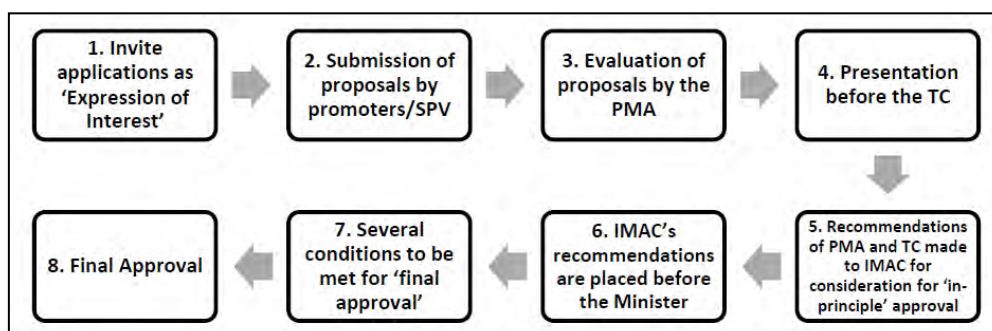 1. Invite
applications as
‘Expression of
Interest’
2. Submission of
proposals by
promoters/SPV
3. Evaluation of
proposals by the
PMA
4. Presentation
before the TC
5. Recommendations
of PMA and TC made
to IMAC for
consideration for ‘in-
principle’ approval
6. IMAC’s
recommendations
are placed before
the Minister
7. Several
conditions to be
met for ‘final
approval’
8. Final Approval